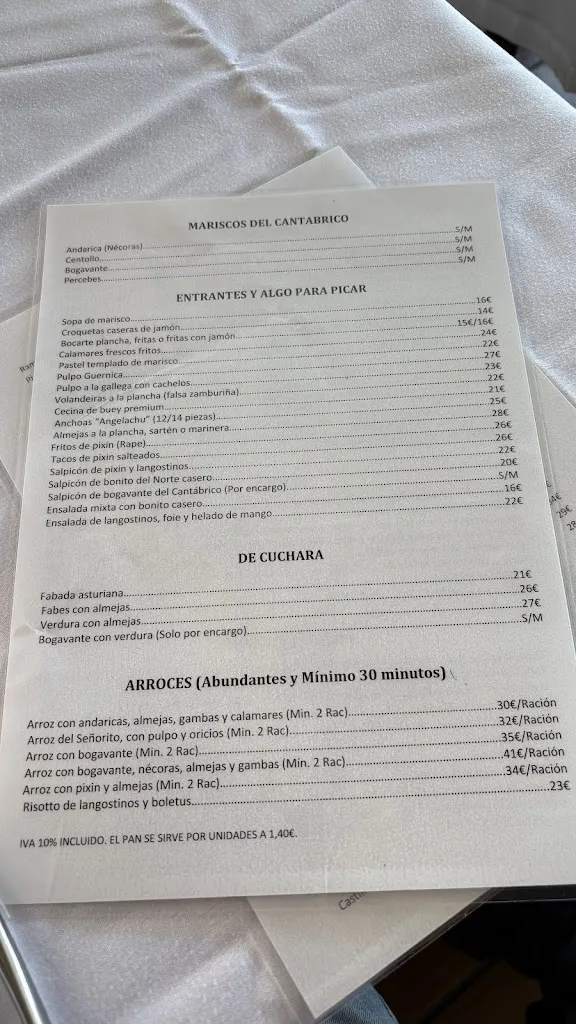 MARISCOS DEL CANTABRICO
Andarica (Nécoras)....S/M
Centollo....S/M
Bogavante....S/M
Percebes....S/M
ENTRANTES Y ALGO PARA PICAR
Sopa de marisco....16€
Croquetas caseras de jamón....14€
Bocarte plancha, fritas o fritas con jamón....15€/16€
Calamares frescos fritos....24€
Pastel templado de marisco....22€
Pulpo Guernica....27€
Pulpo a la gallega con cachelos....23€
Volandeiras a la plancha (falsa zamburiña)....22€
Cecina de buey premium....21€
Anchoas "Angelachu" (12/14 piezas)....25€
Almejas a la plancha, sartén o marinera....28€
Fritos de pixin (Rape)....26€
Tacos de pixin salteados....26€
Salpicón de pixin y langostinos....22€
Salpicón de bonito del Norte casero....20€
Salpicón de bogavante del Cantábrico (Por encargo)....S/M
Ensalada mixta con bonito casero....16€
Ensalada de langostinos, foie y helado de mango....22€
DE CUCHARA
Fabada asturiana....21€
Fabes con almejas....26€
Verdura con almejas....27€
Bogavante con verdura (Solo por encargo)....S/M
ARROCES (Abundantes y Mínimo 30 minutos)
Arroz con andaricas, almejas, gambas y calamares (Min. 2 Rac)....30€/Ración
Arroz del Señorito, con pulpo y oricios (Min. 2 Rac)....32€/Ración
Arroz con bogavante (Min. 2 Rac)....35€/Ración
Arroz con bogavante, nécoras, almejas y gambas (Min. 2 Rac)....41€/Ración
Arroz con pixin y almejas (Min. 2 Rac)....34€/Ración
Risotto de langostinos y boletus....23€
IVA 10% INCLUIDO. EL PAN SE SIRVE POR UNIDADES A 1,40€.
29€